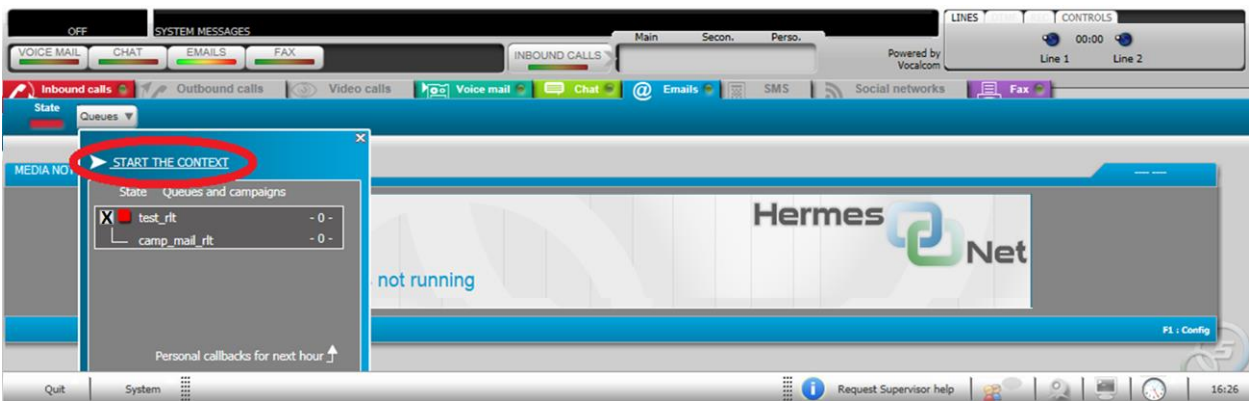 OFF SYSTEM MESSAGES
LINES CONTROLS
VOICE MAIL CHAT EMAILS FAX
INBOUND CALLS
Main Secon. Perso.
Powered by
Vocalcom
00:00
Line 1 Line 2
Inbound calls Outbound calls Video calls Voice mail Chat @ Emails SMS Social networks Fax
State
Queues ▼
X
START THE CONTEXT
MEDIA NOT
State Queues and campaigns
X test_rlt - 0 -
camp_mail_rlt - 0 -
Hermes
Net
not running
F1 : Config
Personal callbacks for next hour
Quit System Request Supervisor help 16:26